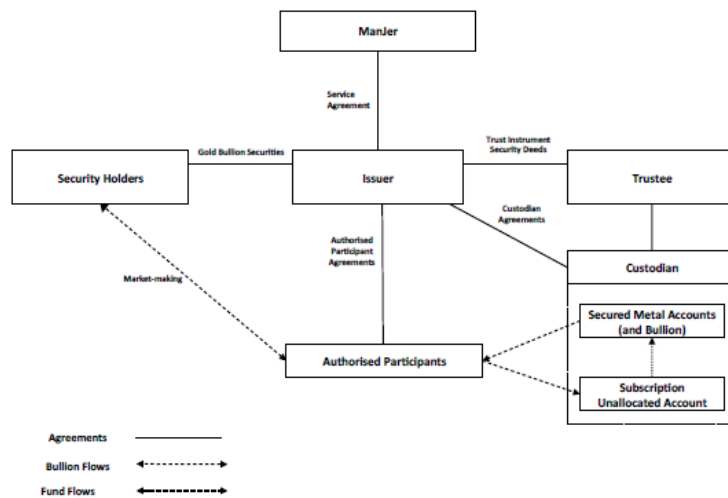 ManJer
Service
Agreement
Gold Bullion Securities
Trust Instrument
Security Deeds
Security Holders
Issuer
Trustee
Custodian
Agreements
Authorised
Participant
Agreements
Custodian
Market-making
Secured Metal Accounts
(and Bullion)
Authorised Participants
Subscription
Unallocated Account
Agreements
Bullion Flows
Fund Flows